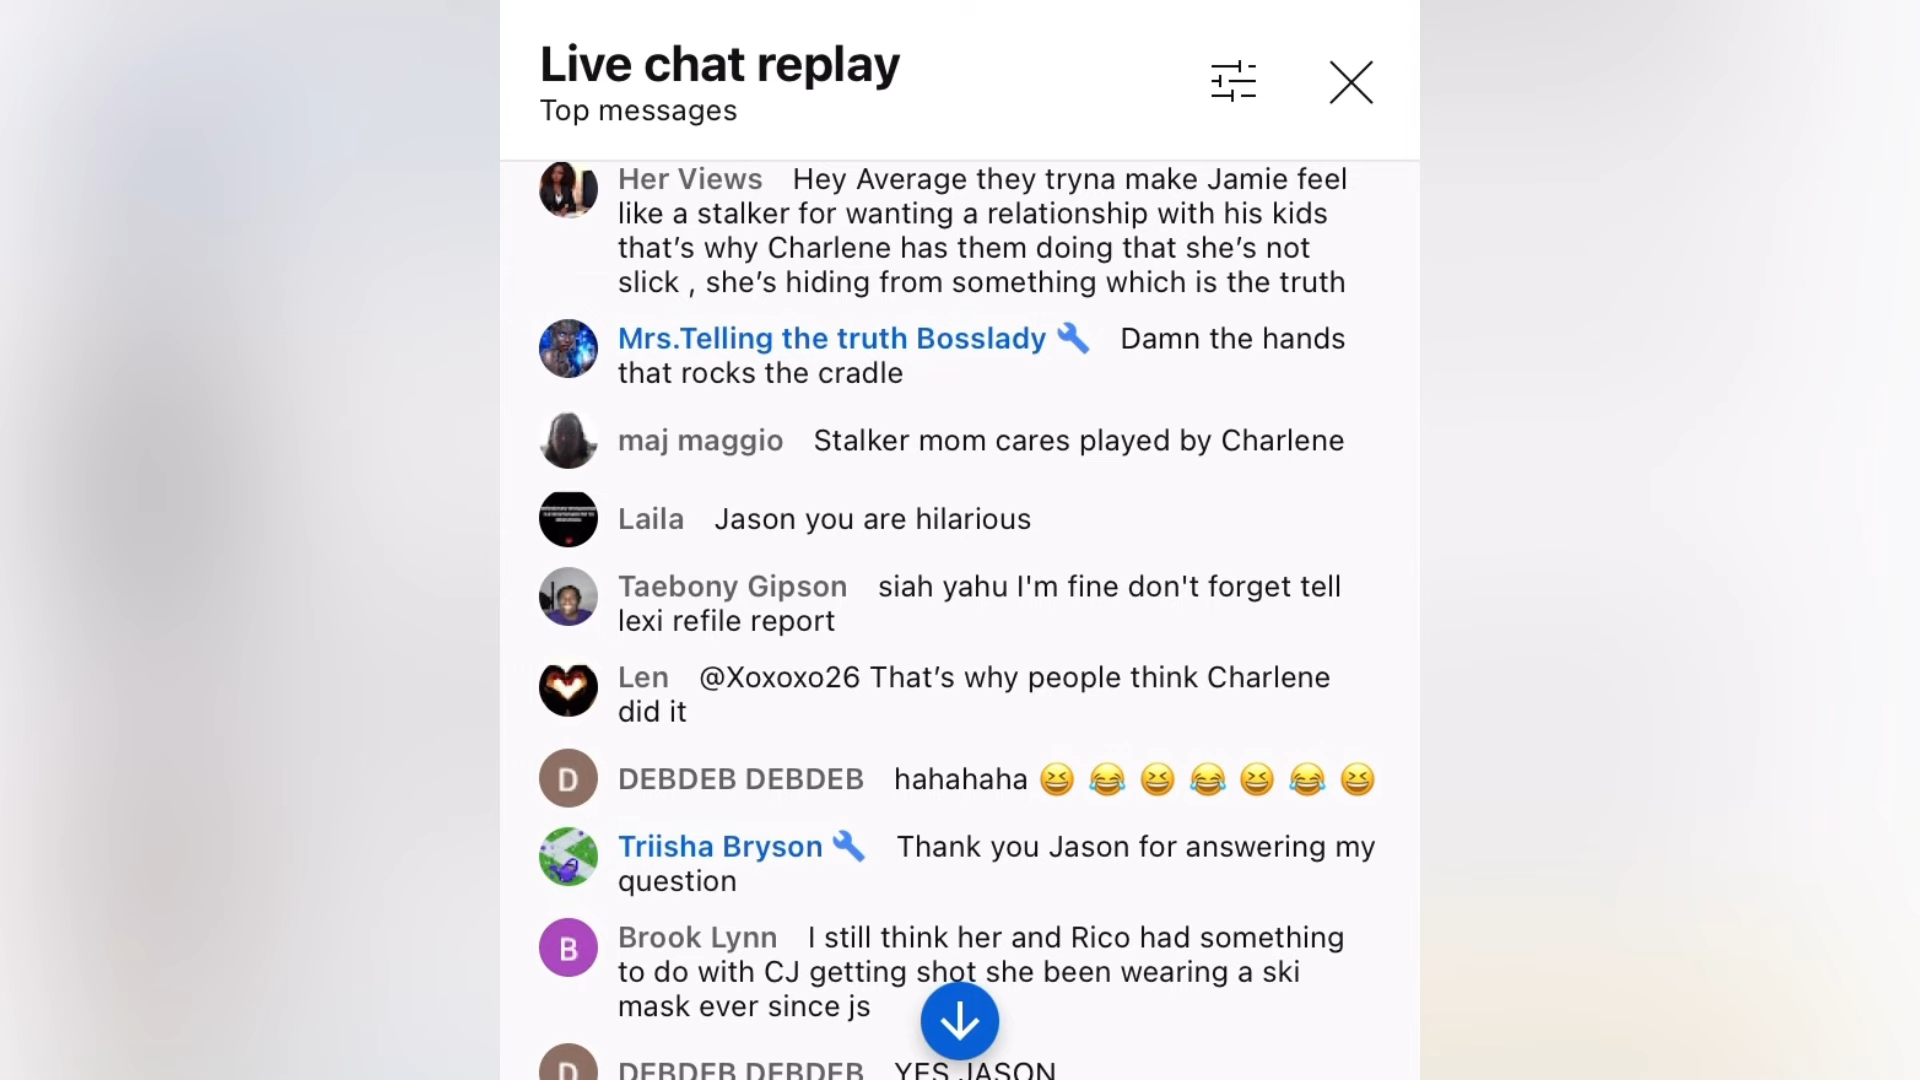 Live chat replay
Top messages
Her Views Hey Average they tryna make Jamie feel
like a stalker for wanting a relationship with his kids
that’s why Charlene has them doing that she’s not
slick , she’s hiding from something which is the truth
Mrs.Telling the truth Bosslady 🔧 Damn the hands
that rocks the cradle
maj maggio Stalker mom cares played by Charlene
Laila Jason you are hilarious
Taebony Gipson siah yahu I'm fine don't forget tell
lexi refile report
Len @Xoxoxo26 That’s why people think Charlene
did it
D DEBDEB DEBDEB hahahaha 😆 😂 😆 😂 😆 😂 😆
Triisha Bryson 🔧 Thank you Jason for answering my
question
B Brook Lynn I still think her and Rico had something
to do with CJ getting shot she been wearing a ski
mask ever since js
D DEBDEB DEBDEB YES JASON